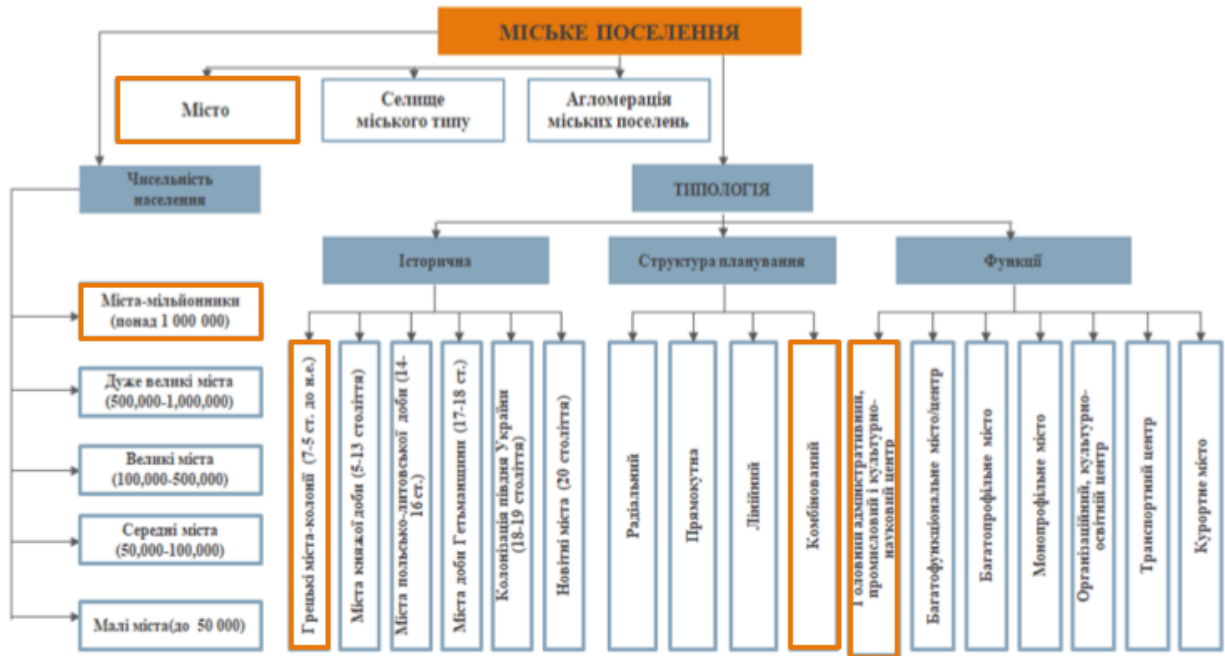 МІСЬКЕ ПОСЕЛЕННЯ
Місто
Селище
міського типу
Агломерація
міських поселень
Чисельність
населення
ТИПОЛОГІЯ
Історична
Структура планування
Функції
Міста-мільйонники
(понад 1 000 000)
Дуже великі міста
(500,000-1,000,000)
Великі міста
(100,000-500,000)
Середні міста
(50,000-100,000)
Малі міста(до 50 000)
Грецькі міста-колонії (7-5 ст. до н.е.)
Міста княжої доби (5-13 століття)
Міста польсько-литовської доби (14-
16 ст.)
Міста доби Гетьманщини (17-18 ст.)
Колонізація півдня України
(18-19 століття)
Новітні міста (20 століття)
Радіальний
Прямокутна
Лінійний
Комбінований
Головний адміністративний,
промисловий і культурно-
науковий центр
Багатофункціональне місто/центр
Багатопрофільне місто
Монопрофільне місто
Організаційний, культурно-
освітній центр
Транспортний центр
Курортне місто